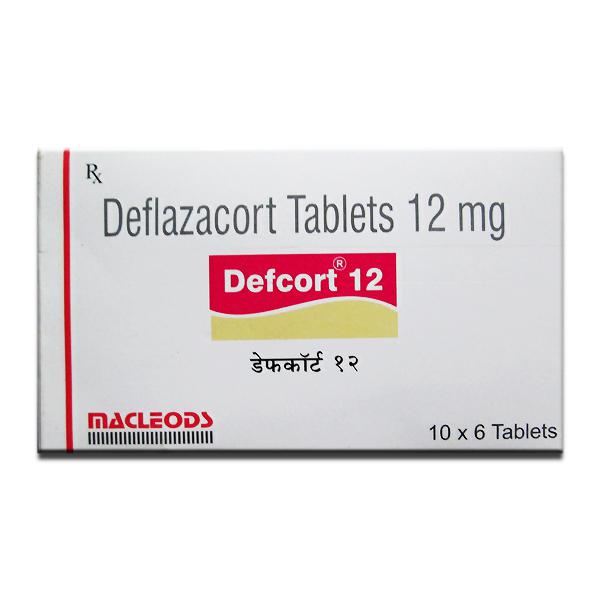 Rx
Deflazacort Tablets 12 mg
Defcort® 12
डेफकॉर्ट १२
MACLEODS
10 x 6 Tablets